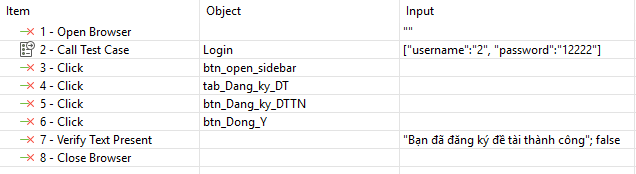 Item Object Input
1 - Open Browser ""
2 - Call Test Case Login ["username":"2", "password":"12222"]
3 - Click btn_open_sidebar
4 - Click tab_Dang_ky_DT
5 - Click btn_Dang_ky_DTTN
6 - Click btn_Dong_Y
7 - Verify Text Present "Bạn đã đăng ký đề tài thành công"; false
8 - Close Browser